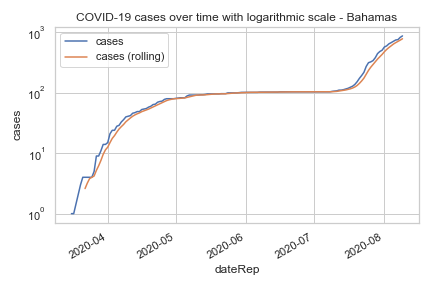 COVID-19 cases over time with logarithmic scale - Bahamas
cases
cases (rolling)
10³
10²
10¹
10⁰
cases
2020-04
2020-05
2020-06
2020-07
2020-08
dateRep